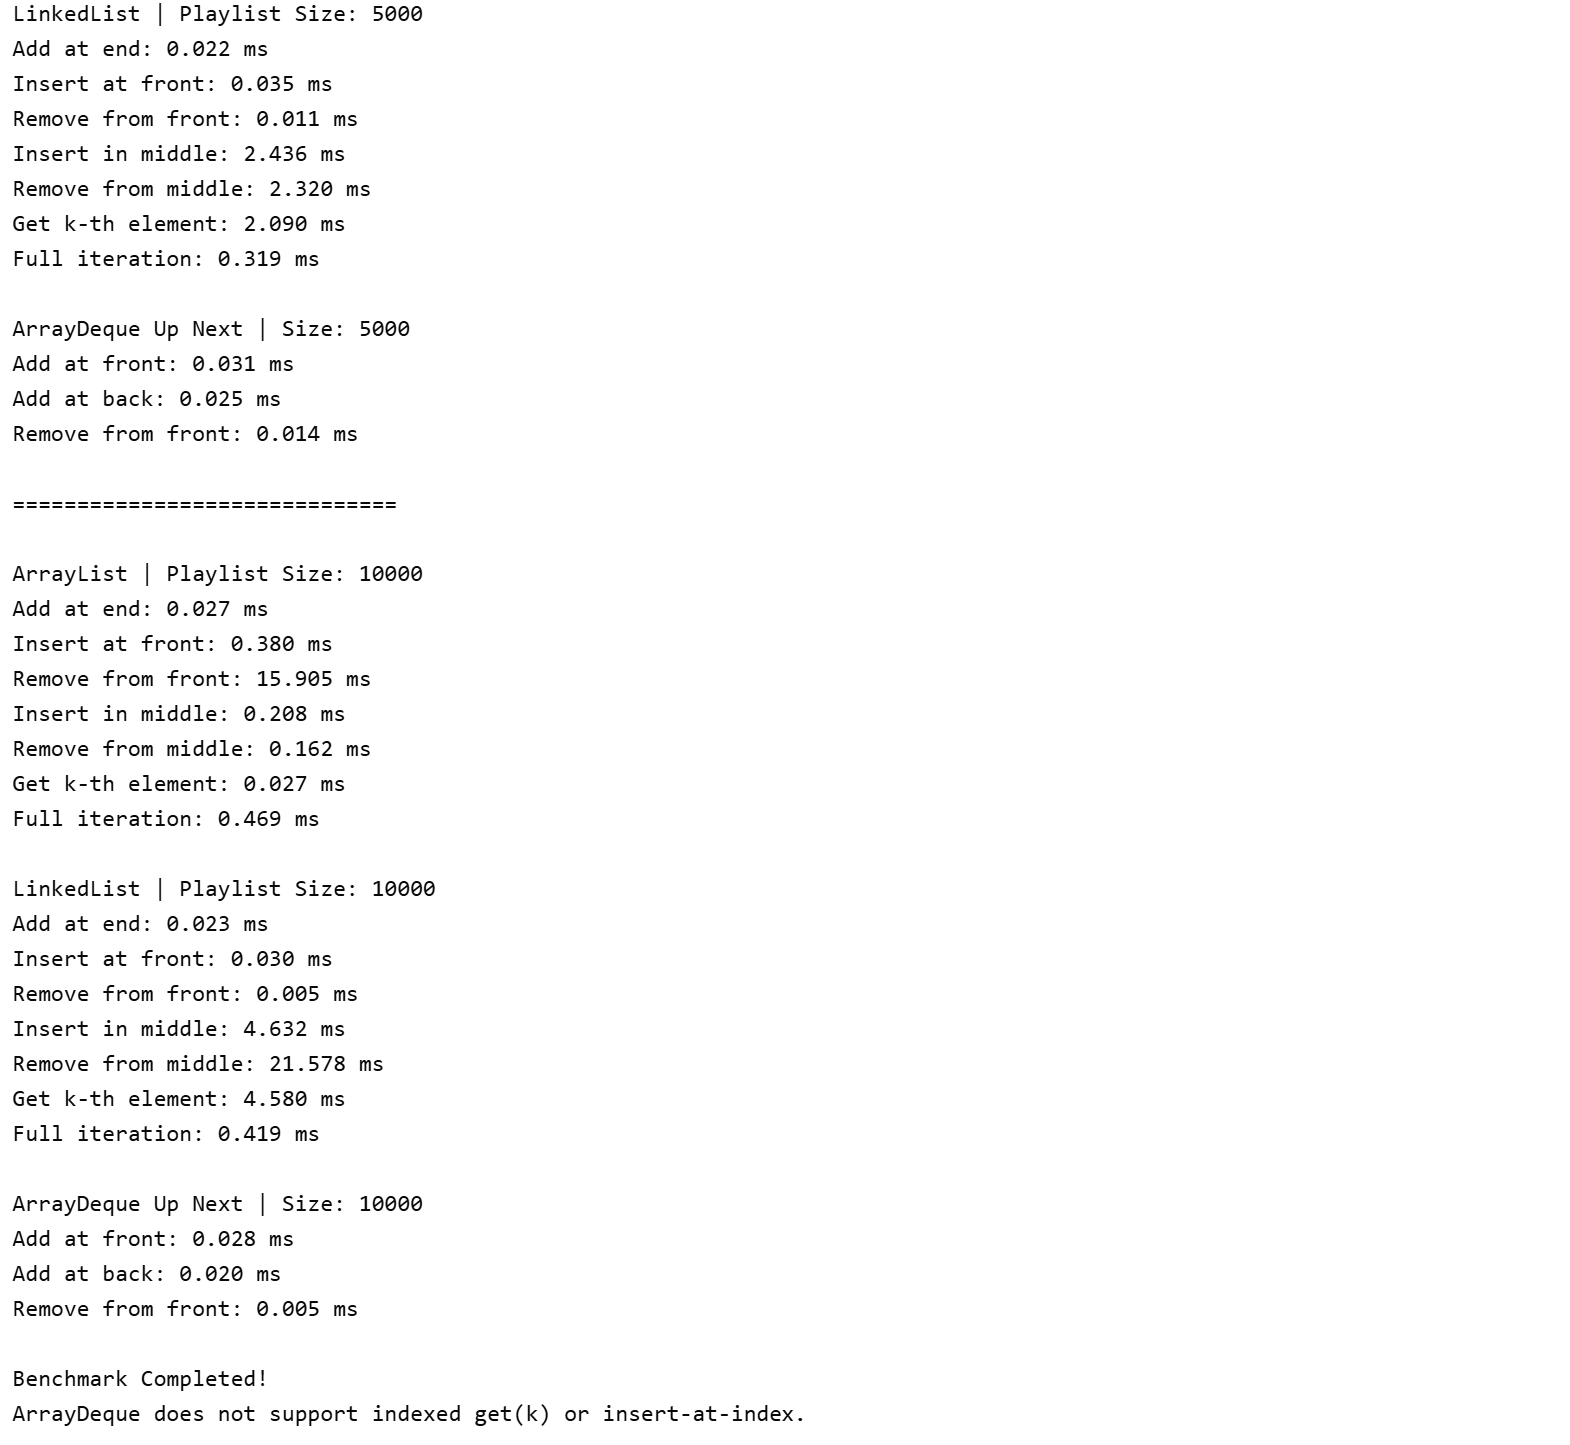 LinkedList | Playlist Size: 5000
Add at end: 0.022 ms
Insert at front: 0.035 ms
Remove from front: 0.011 ms
Insert in middle: 2.436 ms
Remove from middle: 2.320 ms
Get k-th element: 2.090 ms
Full iteration: 0.319 ms

ArrayDeque Up Next | Size: 5000
Add at front: 0.031 ms
Add at back: 0.025 ms
Remove from front: 0.014 ms

==============================

ArrayList | Playlist Size: 10000
Add at end: 0.027 ms
Insert at front: 0.380 ms
Remove from front: 15.905 ms
Insert in middle: 0.208 ms
Remove from middle: 0.162 ms
Get k-th element: 0.027 ms
Full iteration: 0.469 ms

LinkedList | Playlist Size: 10000
Add at end: 0.023 ms
Insert at front: 0.030 ms
Remove from front: 0.005 ms
Insert in middle: 4.632 ms
Remove from middle: 21.578 ms
Get k-th element: 4.580 ms
Full iteration: 0.419 ms

ArrayDeque Up Next | Size: 10000
Add at front: 0.028 ms
Add at back: 0.020 ms
Remove from front: 0.005 ms

Benchmark Completed!
ArrayDeque does not support indexed get(k) or insert-at-index.